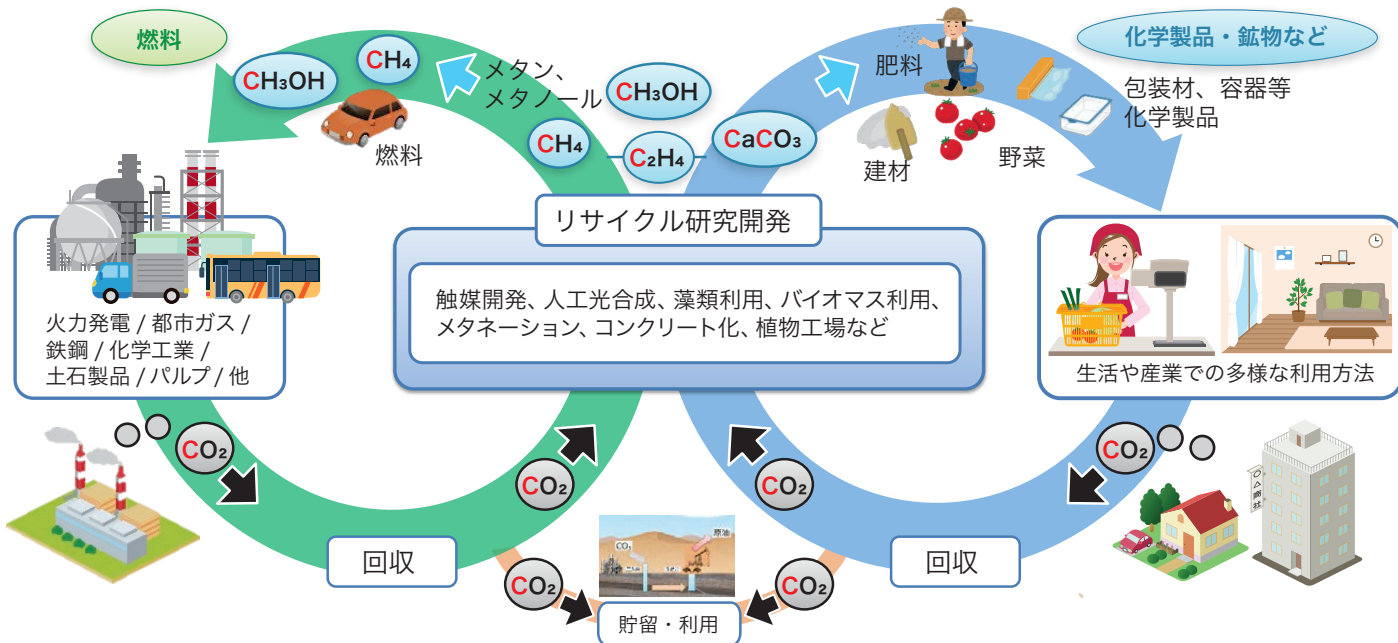 燃料
CH₃OH
CH₄
メタン、
メタノール
燃料
CH₃OH
CH₄
C₂H₄
CaCO₃
肥料
建材
野菜
化学製品・鉱物など
包装材、容器等
化学製品
リサイクル研究開発
触媒開発、人工光合成、藻類利用、バイオマス利用、
メタネーション、コンクリート化、植物工場など
火力発電 / 都市ガス /
鉄鋼 / 化学工業 /
土石製品 / パルプ / 他
生活や産業での多様な利用方法
CO₂
CO₂
CO₂
CO₂
○△商社
回収
回収
CO₂
CO₂
CO₂
原油
貯留・利用